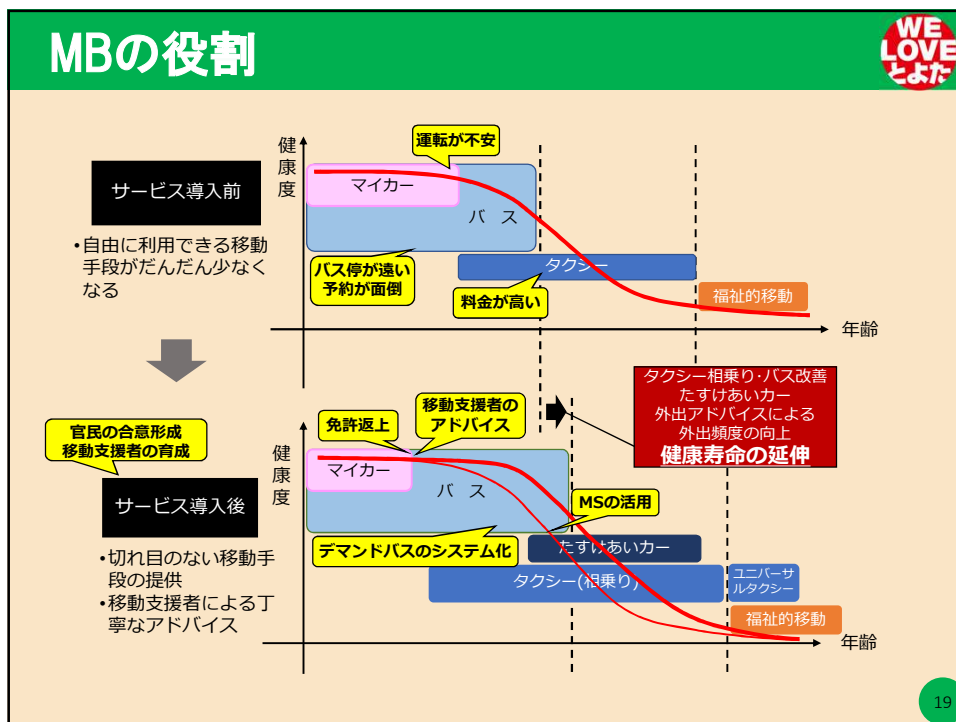 MBの役割
WE
LOVE
とよた
健康度
運転が不安
マイカー
サービス導入前
バ ス
・自由に利用できる移動
手段がだんだん少なく
なる
バス停が遠い
予約が面倒
タクシー
料金が高い
福祉的移動
年齢
タクシー相乗り・バス改善
たすけあいカー
外出アドバイスによる
外出頻度の向上
健康寿命の延伸
移動支援者の
アドバイス
免許返上
官民の合意形成
移動支援者の育成
健康度
マイカー
バ ス
サービス導入後
MSの活用
デマンドバスのシステム化
たすけあいカー
・切れ目のない移動手
段の提供
・移動支援者による丁
寧なアドバイス
タクシー(相乗り)
ユニバーサ
ルタクシー
福祉的移動
年齢
19